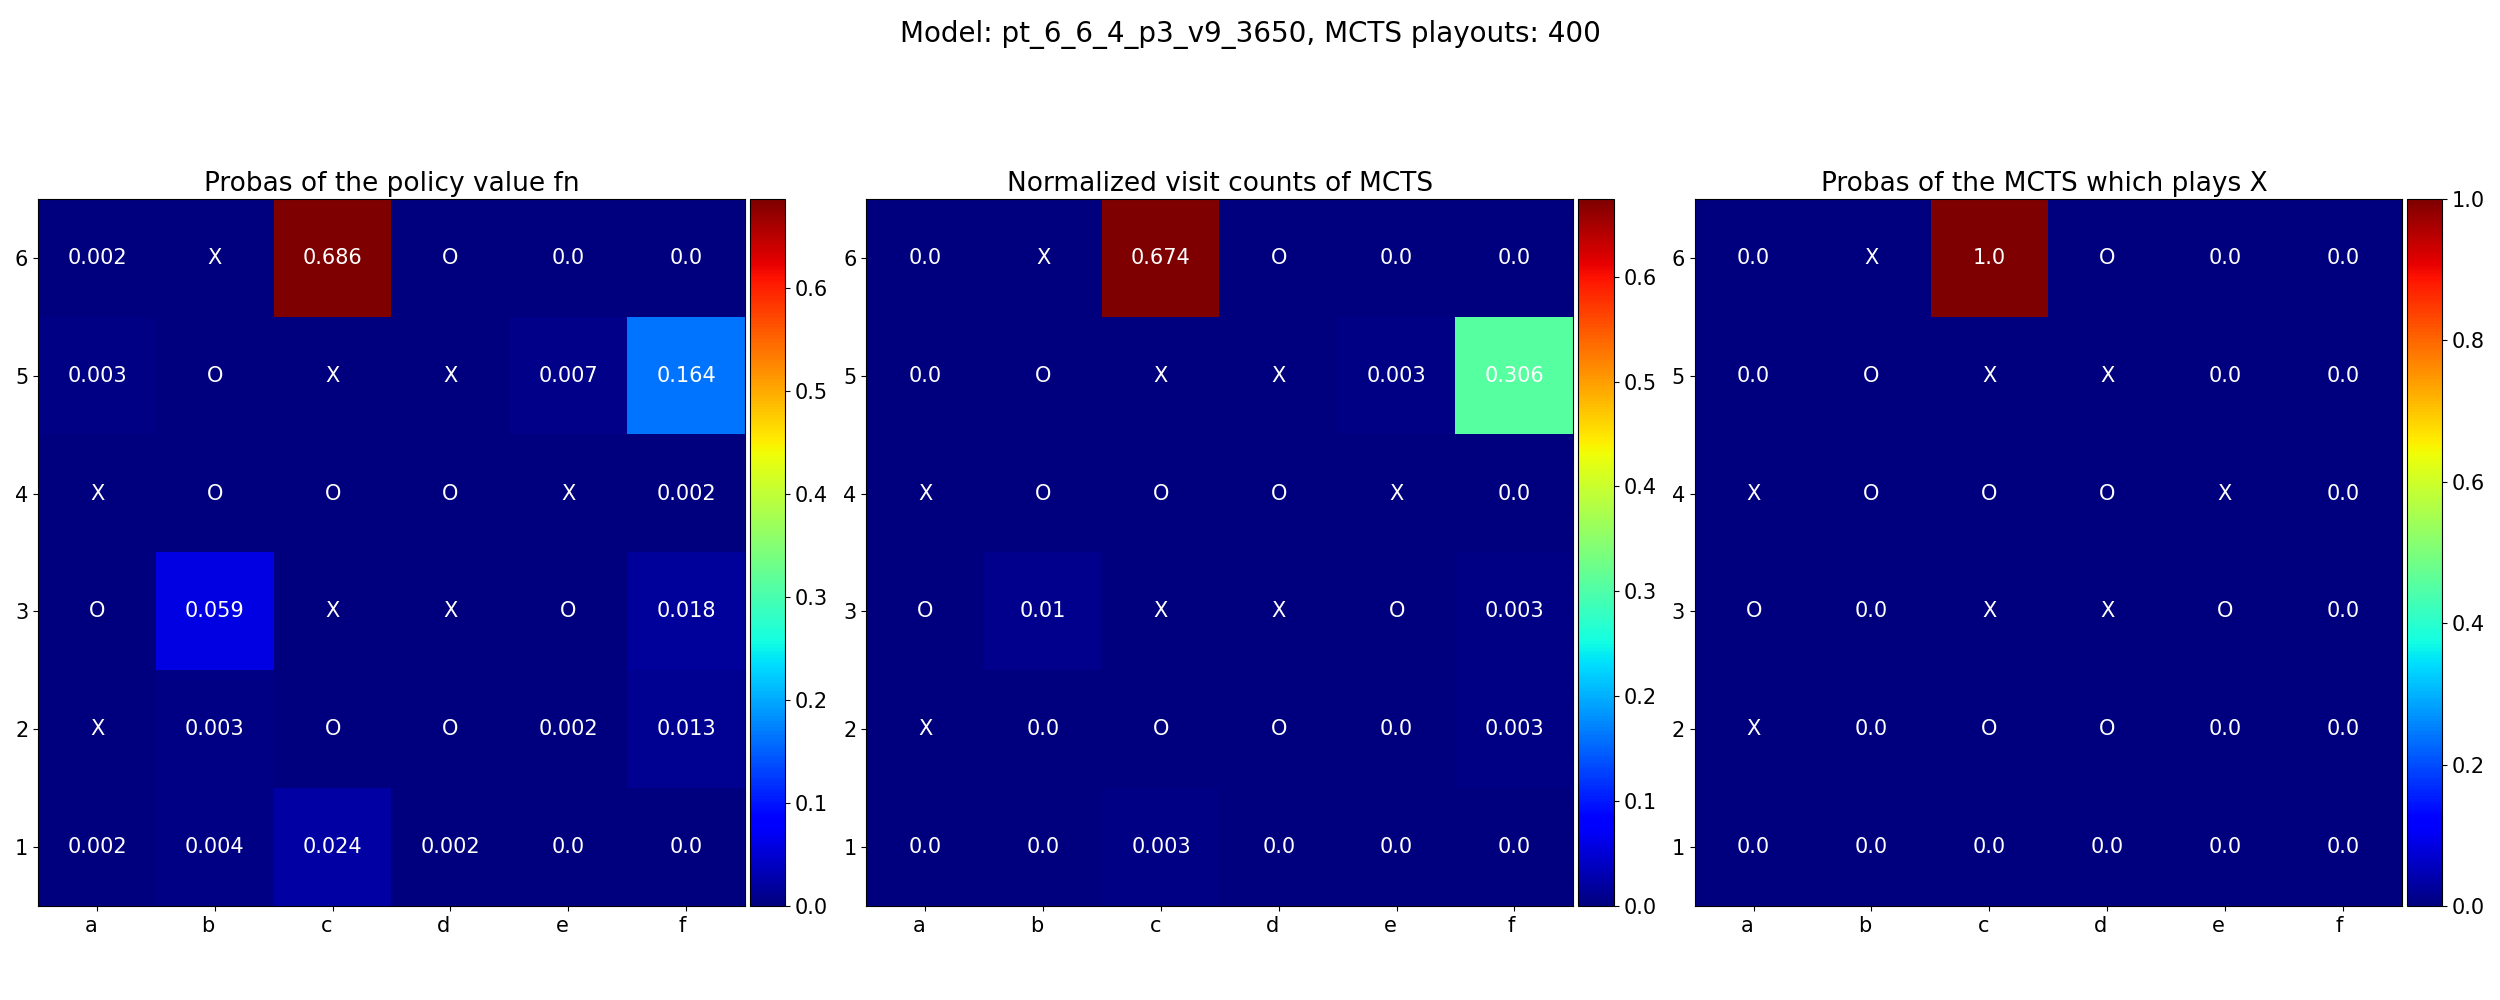 Model: pt_6_6_4_p3_v9_3650, MCTS playouts: 400
Probas of the policy value fn
6 0.002 X 0.686 O 0.0 0.0
5 0.003 O X X 0.007 0.164
4 X O O O X 0.002
3 O 0.059 X X O 0.018
2 X 0.003 O O 0.002 0.013
1 0.002 0.004 0.024 0.002 0.0 0.0
a b c d e f
0.6
0.5
0.4
0.3
0.2
0.1
0.0
Normalized visit counts of MCTS
6 0.0 X 0.674 O 0.0 0.0
5 0.0 O X X 0.003 0.306
4 X O O O X 0.0
3 O 0.01 X X O 0.003
2 X 0.0 O O 0.0 0.003
1 0.0 0.0 0.003 0.0 0.0 0.0
a b c d e f
0.6
0.5
0.4
0.3
0.2
0.1
0.0
Probas of the MCTS which plays X
6 0.0 X 1.0 O 0.0 0.0
5 0.0 O X X 0.0 0.0
4 X O O O X 0.0
3 O 0.0 X X O 0.0
2 X 0.0 O O 0.0 0.0
1 0.0 0.0 0.0 0.0 0.0 0.0
a b c d e f
1.0
0.8
0.6
0.4
0.2
0.0